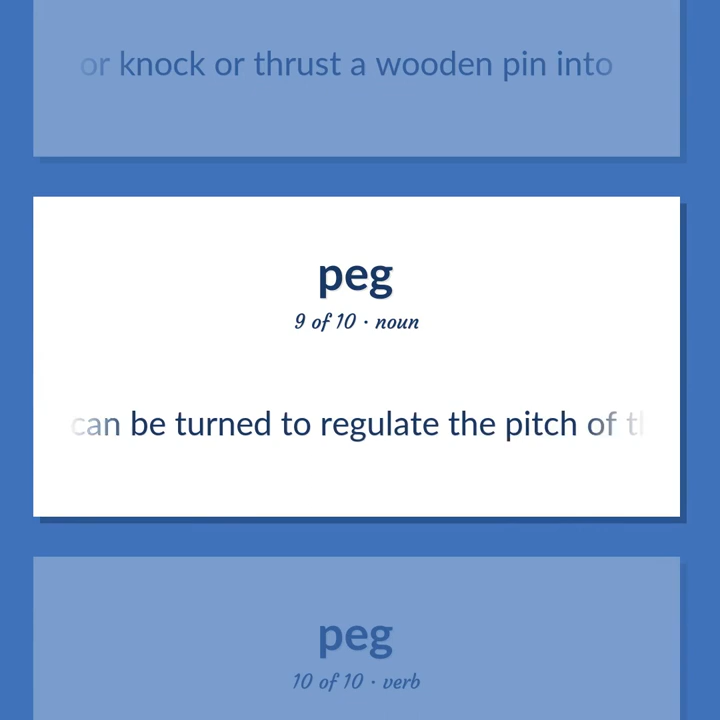 or knock or thrust a wooden pin into
peg
9 of 10 · noun
can be turned to regulate the pitch of
peg
10 of 10 · verb